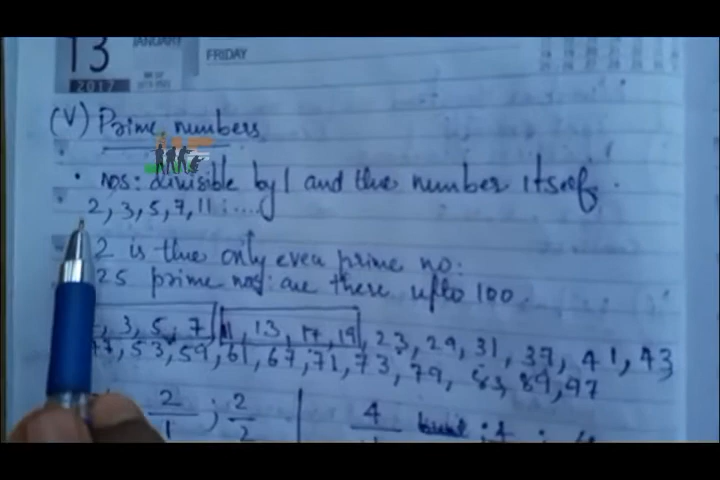 13 JANUARY
FRIDAY
2017
(V) Prime numbers
• nos: divisible by 1 and the number itself.
2, 3, 5, 7, 11 : ....
2 is the only even prime no:
25 prime nos: are there upto 100.
, 3, 5, 7 11, 13, 17, 19, 23, 29, 31, 37, 41, 43,
47, 53, 59, 61, 67, 71, 73, 79, 83, 89, 97
2/1 ; 2/2 4